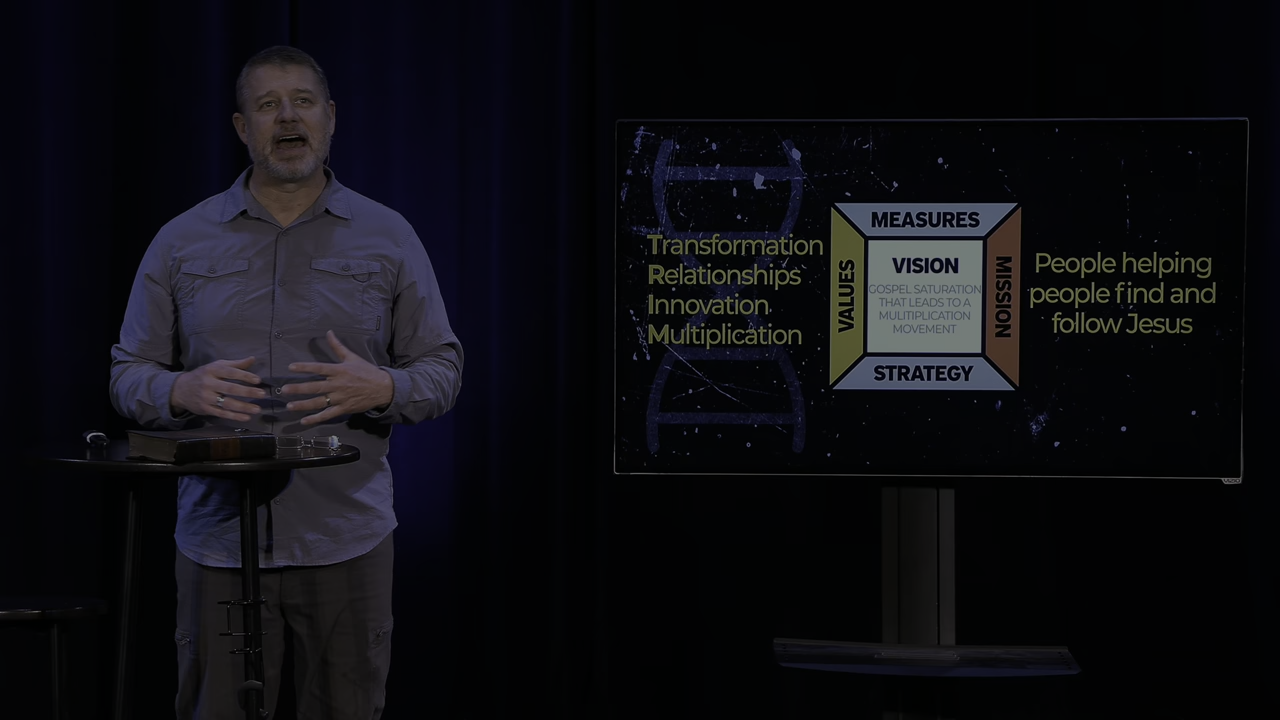 Transformation
Relationships
Innovation
Multiplication
MEASURES
VALUES
VISION
GOSPEL SATURATION
THAT LEADS TO A
MULITIPLICATION
MOVEMENT
MISSION
STRATEGY
People helping
people find and
follow Jesus